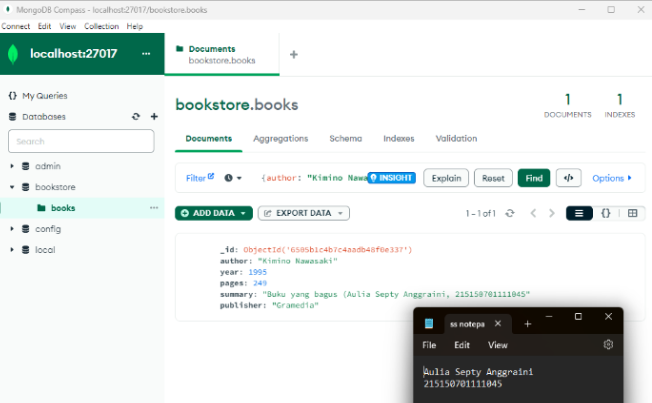 MongoDB Compass - localhost:27017/bookstore.books
Connect Edit View Collection Help
localhost:27017 ...
Documents
bookstore.books
+
{} My Queries
Databases
Search
admin
bookstore
books ...
config
local
bookstore.books
1 DOCUMENTS
1 INDEXES
Documents Aggregations Schema Indexes Validation
Filter {author: "Kimino Nawa INSIGHT Explain Reset Find </> Options
ADD DATA EXPORT DATA 1-1 of 1 {}
_id: ObjectId('6505b1c4b7c4aadb48f6e337')
author: "Kimino Nawasaki"
year: 1995
pages: 249
summary: "Buku yang bagus (Aulia Septy Anggraini, 215150701111045"
publisher: "Gramedia"
ss notepa × +
File Edit View
Aulia Septy Anggraini
215150701111045